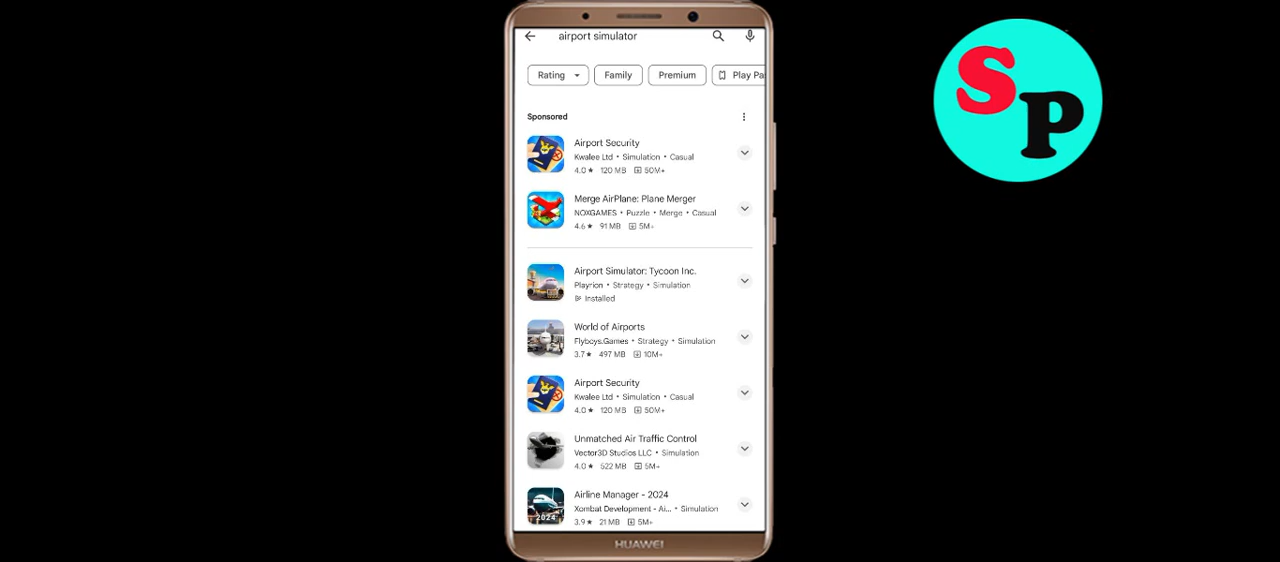 airport simulator
Rating
Family
Premium
Play Pa
Sponsored
Airport Security
Kwalee Ltd • Simulation • Casual
4.0★ 120 MB 50M+
Merge AirPlane: Plane Merger
NOXGAMES • Puzzle • Merge • Casual
4.6★ 91 MB 5M+
Airport Simulator: Tycoon Inc.
Playrion • Strategy • Simulation
Installed
World of Airports
Flyboys.Games • Strategy • Simulation
3.7★ 497 MB 10M+
Airport Security
Kwalee Ltd • Simulation • Casual
4.0★ 120 MB 50M+
Unmatched Air Traffic Control
Vector3D Studios LLC • Simulation
4.0★ 522 MB 5M+
Airline Manager - 2024
Xombat Development - Ai... • Simulation
3.9★ 21 MB 5M+
2024
HUAWEI
SP